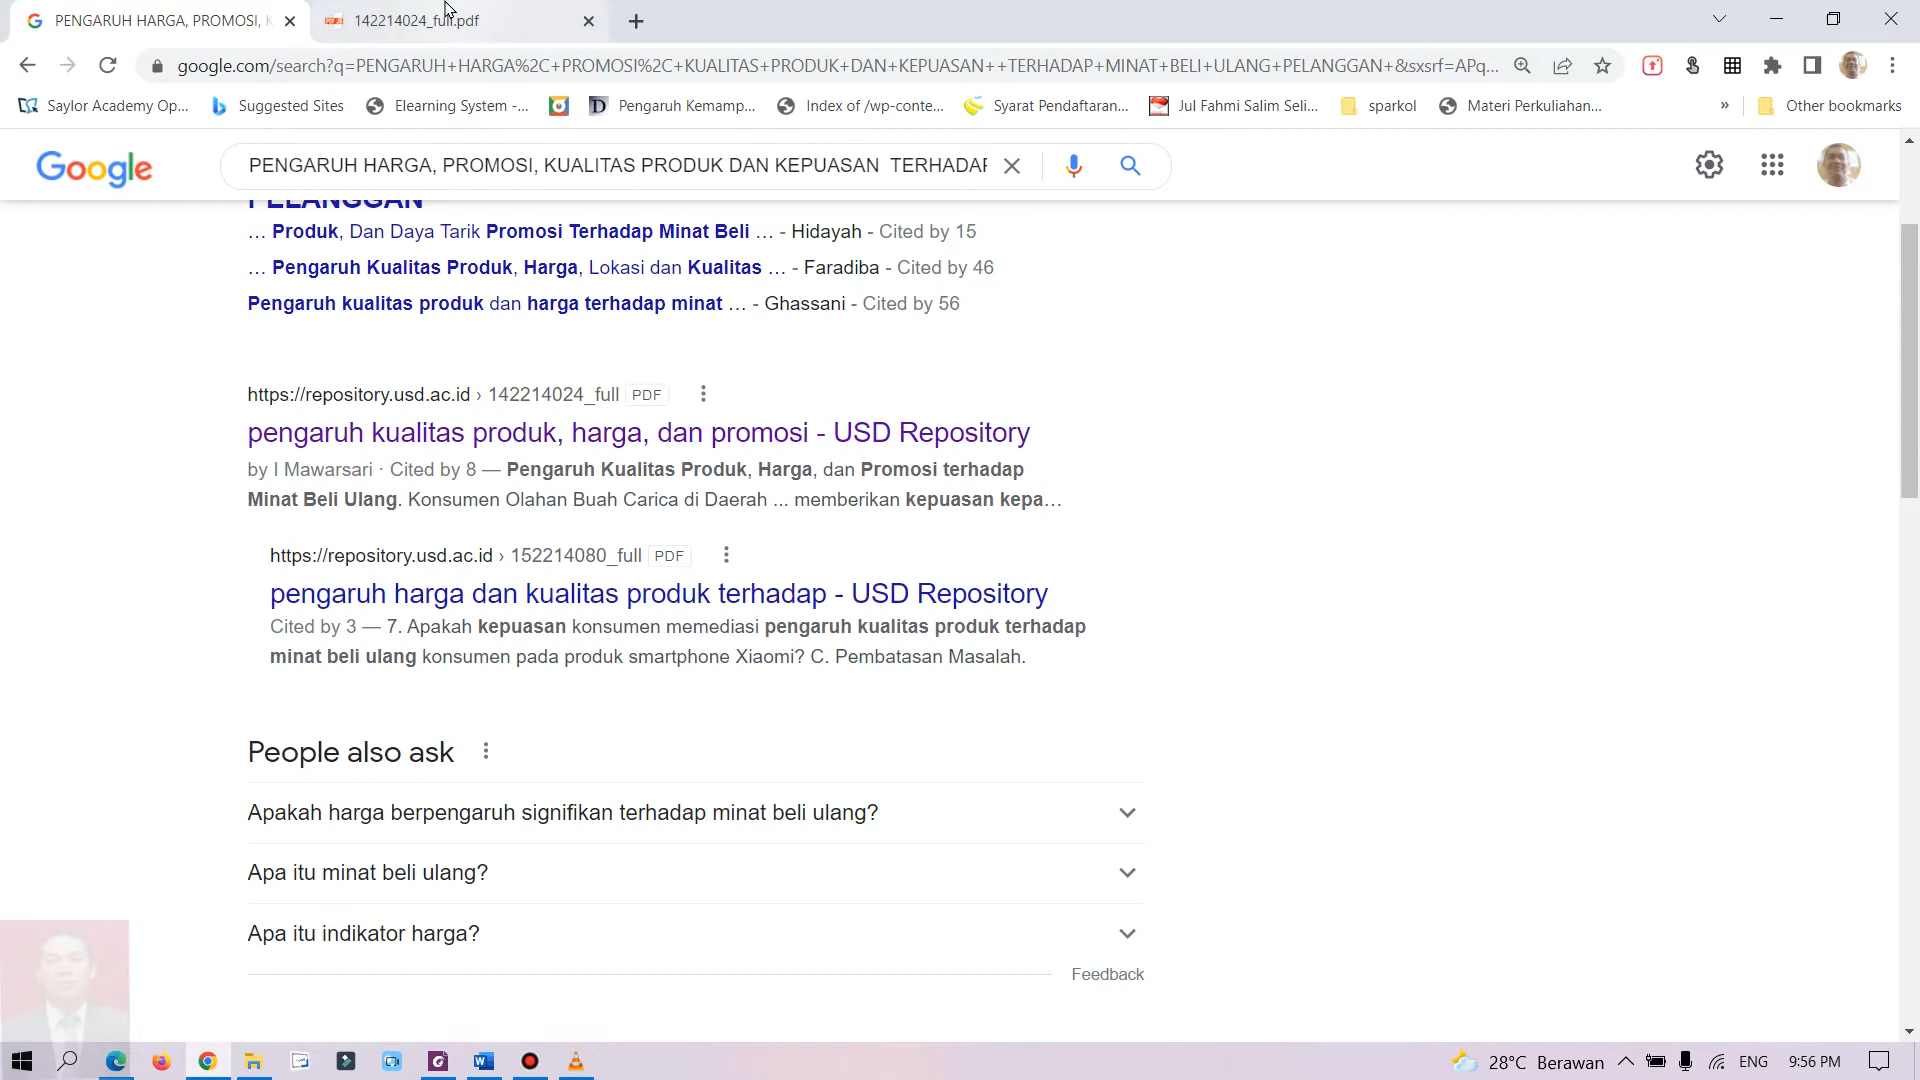 PENGARUH HARGA, PROMOSI, K
142214024_full.pdf
google.com/search?q=PENGARUH+HARGA%2C+PROMOSI%2C+KUALITAS+PRODUK+DAN+KEPUASAN++TERHADAP+MINAT+BELI+ULANG+PELANGGAN+&sxsrf=APq...
Saylor Academy Op...
Suggested Sites
Elearning System -...
Pengaruh Kemamp...
Index of /wp-conte...
Syarat Pendaftaran...
Jul Fahmi Salim Seli...
sparkol
Materi Perkuliahan...
»
Other bookmarks
Google
PENGARUH HARGA, PROMOSI, KUALITAS PRODUK DAN KEPUASAN  TERHADAP
PELANGGAN
... Produk, Dan Daya Tarik Promosi Terhadap Minat Beli ... - Hidayah - Cited by 15
... Pengaruh Kualitas Produk, Harga, Lokasi dan Kualitas ... - Faradiba - Cited by 46
Pengaruh kualitas produk dan harga terhadap minat ... - Ghassani - Cited by 56
https://repository.usd.ac.id › 142214024_full PDF
pengaruh kualitas produk, harga, dan promosi - USD Repository
by I Mawarsari · Cited by 8 — Pengaruh Kualitas Produk, Harga, dan Promosi terhadap
Minat Beli Ulang. Konsumen Olahan Buah Carica di Daerah ... memberikan kepuasan kepa...
https://repository.usd.ac.id › 152214080_full PDF
pengaruh harga dan kualitas produk terhadap - USD Repository
Cited by 3 — 7. Apakah kepuasan konsumen memediasi pengaruh kualitas produk terhadap
minat beli ulang konsumen pada produk smartphone Xiaomi? C. Pembatasan Masalah.
People also ask
Apakah harga berpengaruh signifikan terhadap minat beli ulang?
Apa itu minat beli ulang?
Apa itu indikator harga?
Feedback
28°C Berawan
ENG
9:56 PM